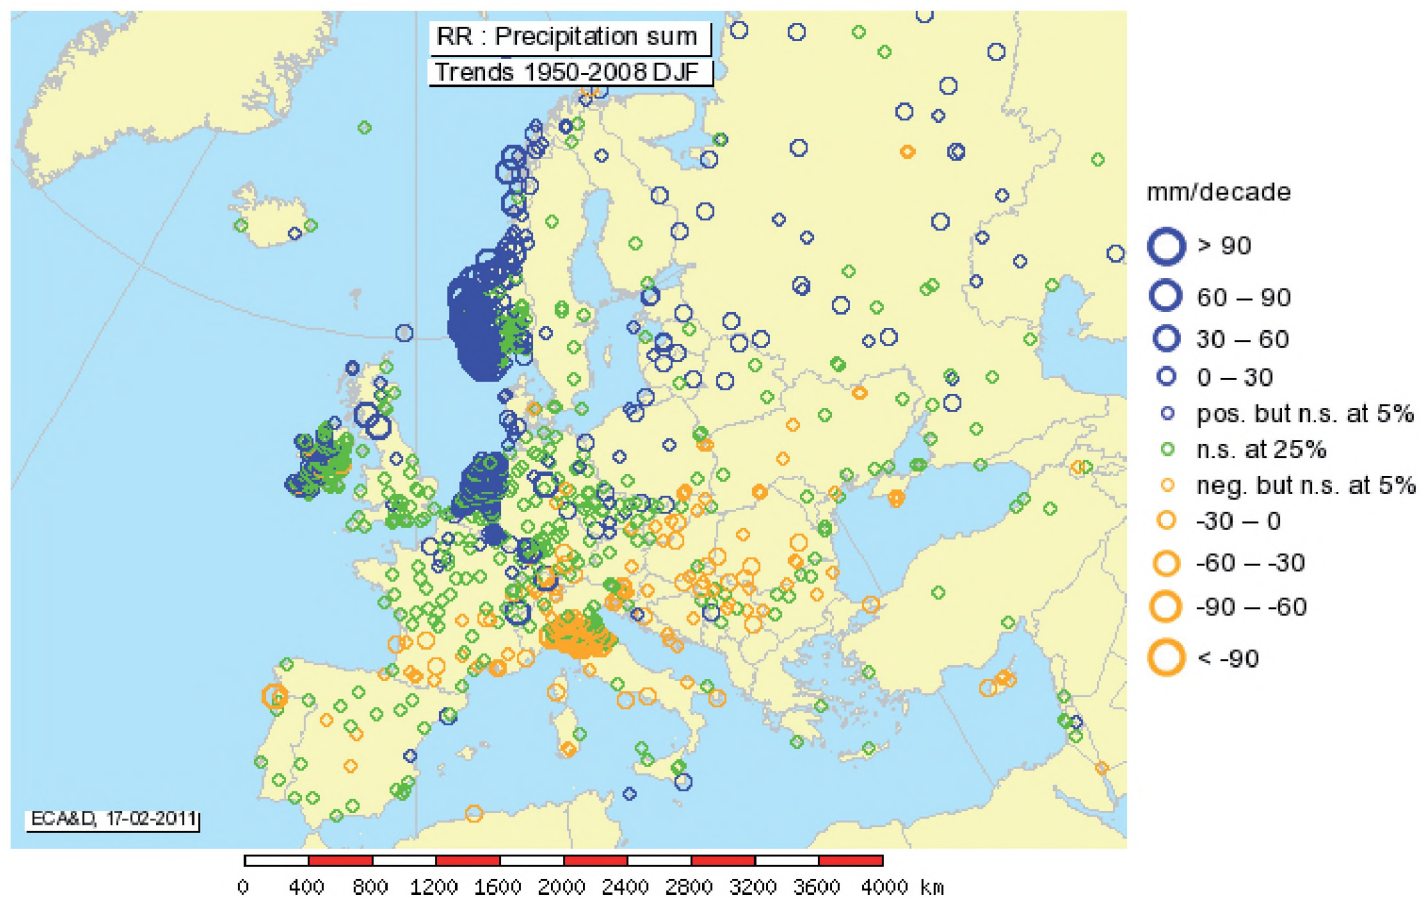 RR : Precipitation sum
Trends 1950-2008 DJF
mm/decade
> 90
60 – 90
30 – 60
0 – 30
pos. but n.s. at 5%
n.s. at 25%
neg. but n.s. at 5%
-30 – 0
-60 – -30
-90 – -60
< -90
ECA&D, 17-02-2011
0 400 800 1200 1600 2000 2400 2800 3200 3600 4000 km